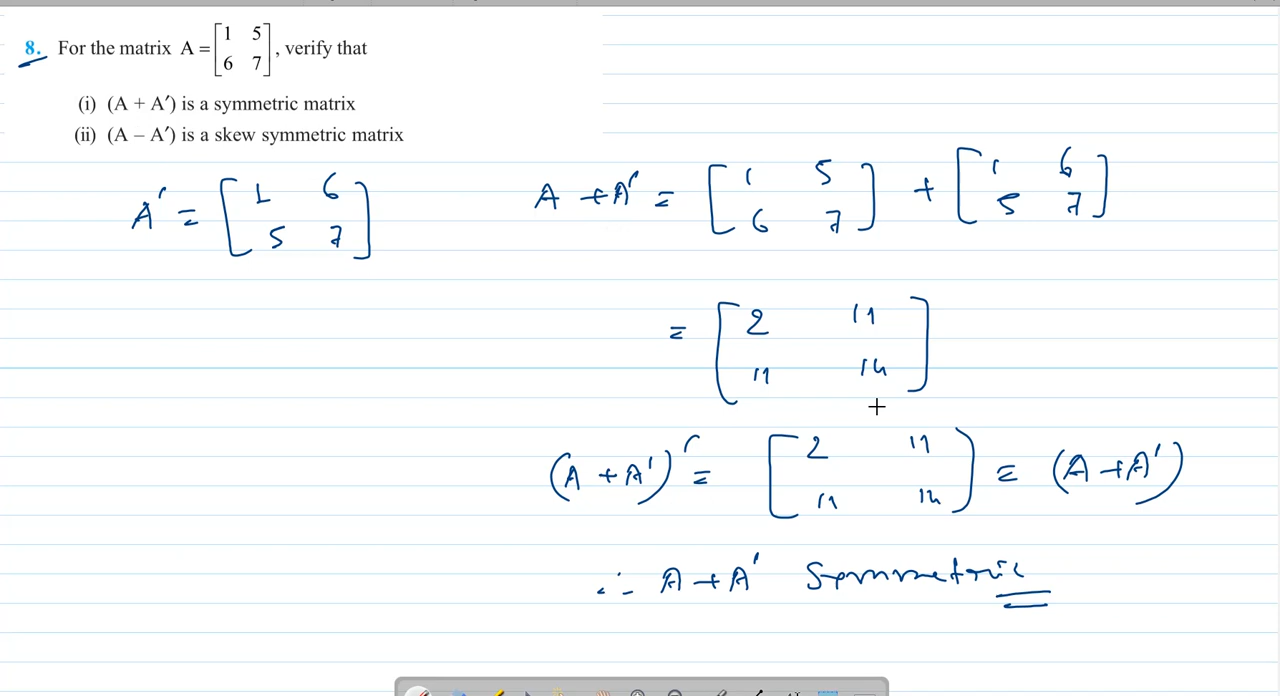 8. For the matrix A = [1 5
6 7], verify that
(i) (A + A′) is a symmetric matrix
(ii) (A – A′) is a skew symmetric matrix
A' = [1 6
5 7]
A + A' = [1 5
6 7] + [1 6
5 7]
= [2 11
11 14]
(A + A')' = [2 11
11 14] = (A + A')
∴ A + A' Symmetric